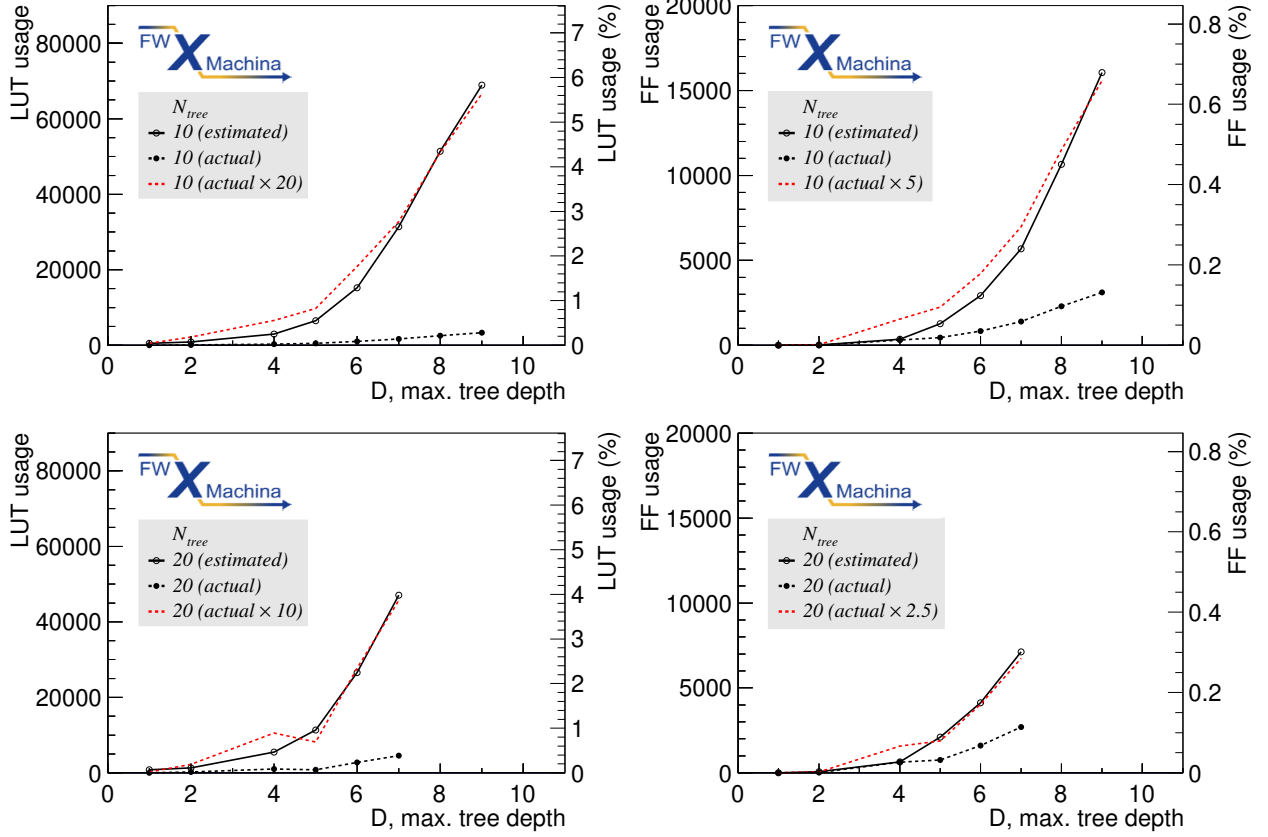 LUT usage
80000
60000
40000
20000
0
FW
X
Machina
N_tree
10 (estimated)
10 (actual)
10 (actual × 20)
7
6
5
4
3
2
1
0
LUT usage (%)
0 2 4 6 8 10
D, max. tree depth
FF usage
20000
15000
10000
5000
0
FW
X
Machina
N_tree
10 (estimated)
10 (actual)
10 (actual × 5)
0.8
0.6
0.4
0.2
0
FF usage (%)
0 2 4 6 8 10
D, max. tree depth
LUT usage
80000
60000
40000
20000
0
FW
X
Machina
N_tree
20 (estimated)
20 (actual)
20 (actual × 10)
7
6
5
4
3
2
1
0
LUT usage (%)
0 2 4 6 8 10
D, max. tree depth
FF usage
20000
15000
10000
5000
0
FW
X
Machina
N_tree
20 (estimated)
20 (actual)
20 (actual × 2.5)
0.8
0.6
0.4
0.2
0
FF usage (%)
0 2 4 6 8 10
D, max. tree depth